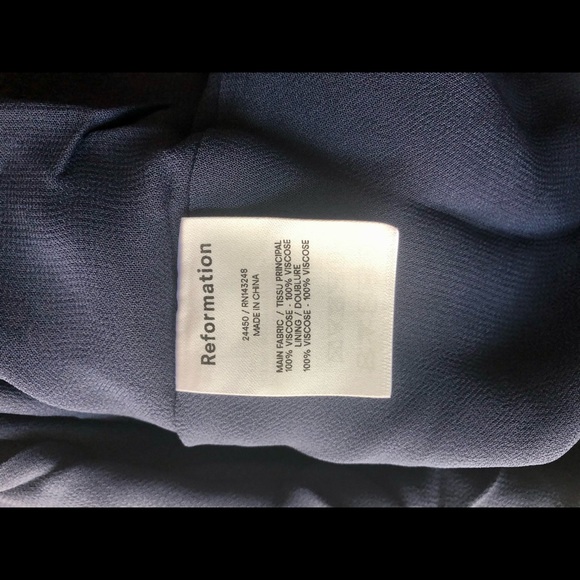 Reformation
24450 / RN143248
MADE IN CHINA
MAIN FABRIC / TISSU PRINCIPAL
100% VISCOSE - 100% VISCOSE
LINING / DOUBLURE
100% VISCOSE - 100% VISCOSE